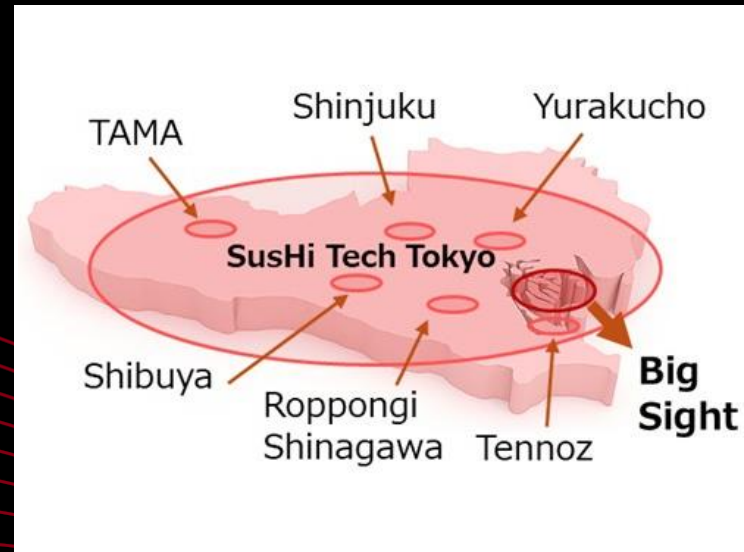 Shinjuku
Yurakucho
TAMA
SusHi Tech Tokyo
Shibuya
Roppongi
Shinagawa
Tennoz
Big
Sight